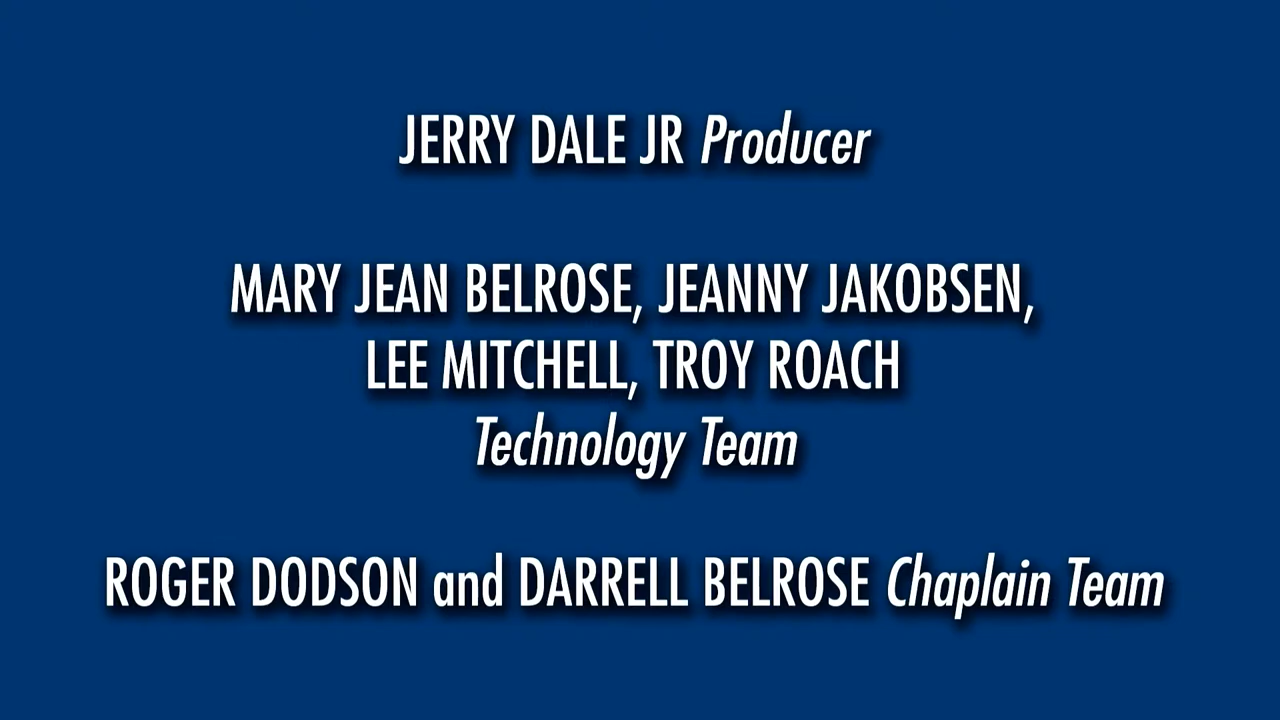 JERRY DALE JR Producer
MARY JEAN BELROSE, JEANNY JAKOBSEN,
LEE MITCHELL, TROY ROACH
Technology Team
ROGER DODSON and DARRELL BELROSE Chaplain Team